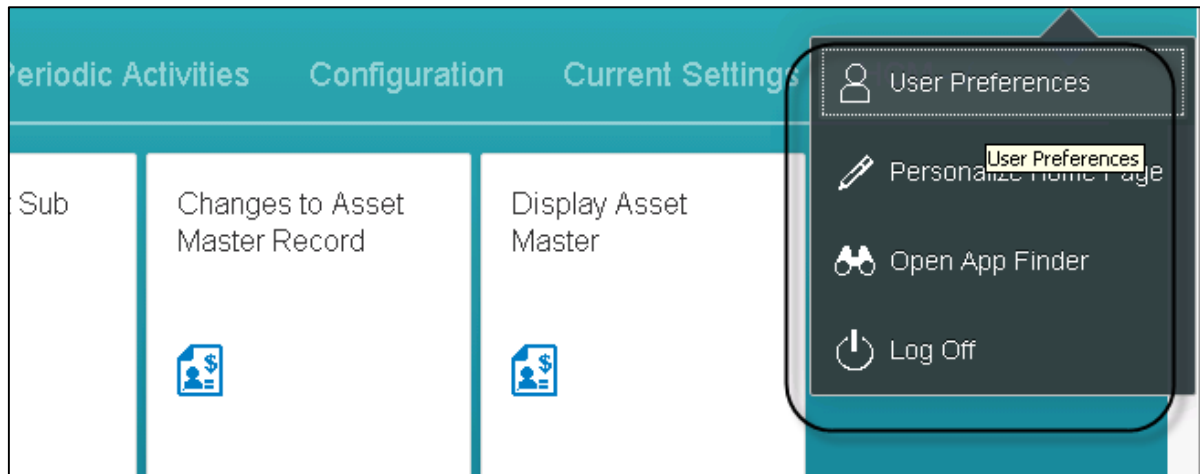 Periodic Activities Configuration Current Settings
User Preferences
User Preferences
Personalize Home Page
Sub
Changes to Asset
Master Record
Display Asset
Master
Open App Finder
Log Off